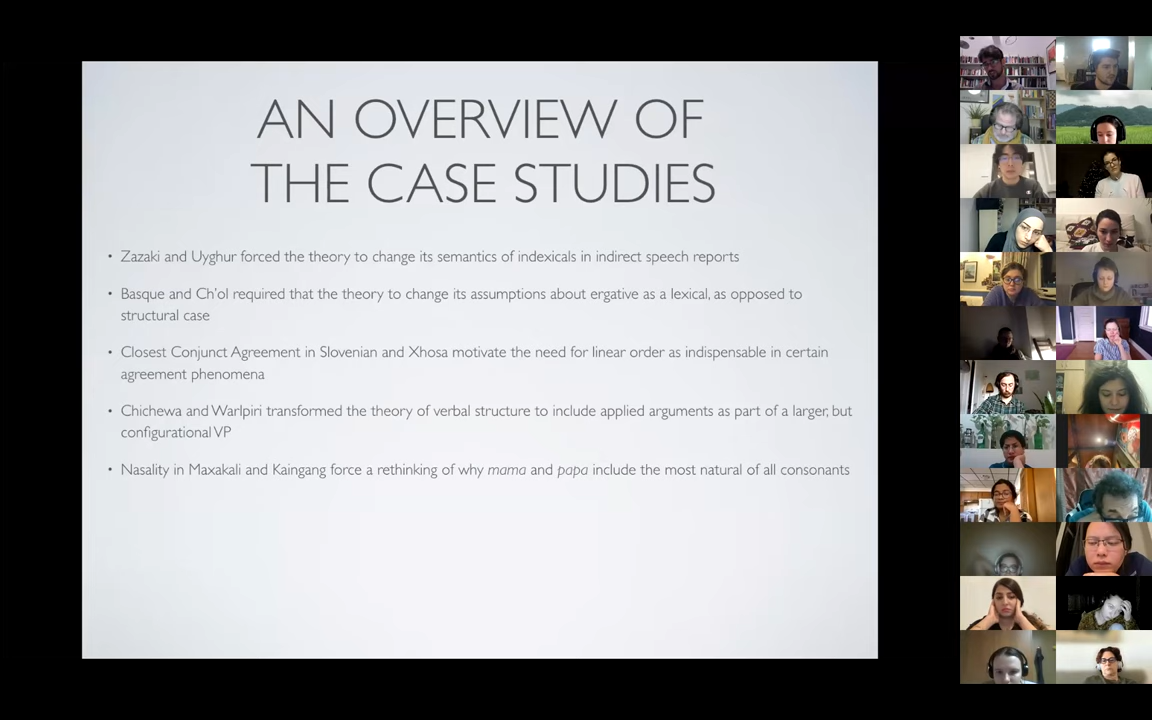 AN OVERVIEW OF
THE CASE STUDIES
• Zazaki and Uyghur forced the theory to change its semantics of indexicals in indirect speech reports
• Basque and Ch'ol required that the theory to change its assumptions about ergative as a lexical, as opposed to
structural case
• Closest Conjunct Agreement in Slovenian and Xhosa motivate the need for linear order as indispensable in certain
agreement phenomena
• Chichewa and Warlpiri transformed the theory of verbal structure to include applied arguments as part of a larger, but
configurational VP
• Nasality in Maxakali and Kaingang force a rethinking of why mama and papa include the most natural of all consonants